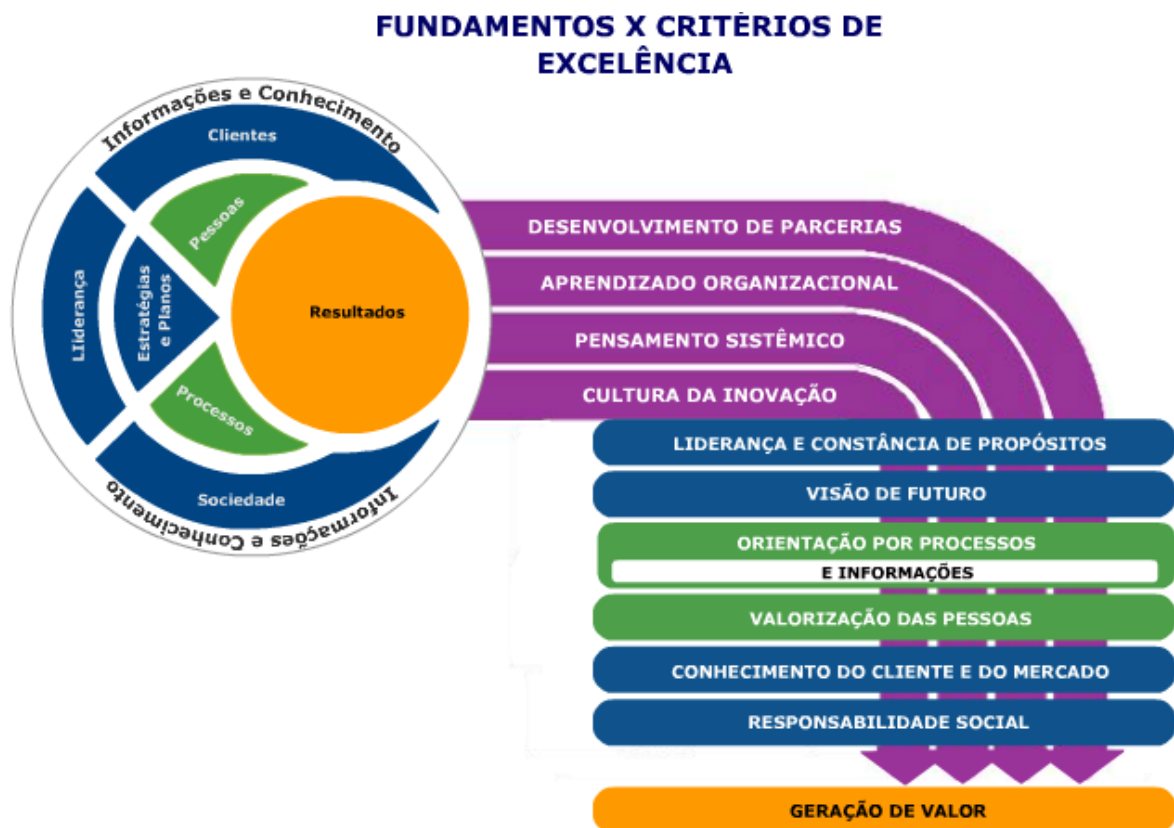 FUNDAMENTOS X CRITÉRIOS DE
EXCELÊNCIA
Informações e Conhecimento
Clientes
Pessoas
LIiderança
Estratégias
e Planos
Resultados
Processos
Sociedade
Informações e Conhecimento
DESENVOLVIMENTO DE PARCERIAS
APRENDIZADO ORGANIZACIONAL
PENSAMENTO SISTÊMICO
CULTURA DA INOVAÇÃO
LIDERANÇA E CONSTÂNCIA DE PROPÓSITOS
VISÃO DE FUTURO
ORIENTAÇÃO POR PROCESSOS
E INFORMAÇÕES
VALORIZAÇÃO DAS PESSOAS
CONHECIMENTO DO CLIENTE E DO MERCADO
RESPONSABILIDADE SOCIAL
GERAÇÃO DE VALOR